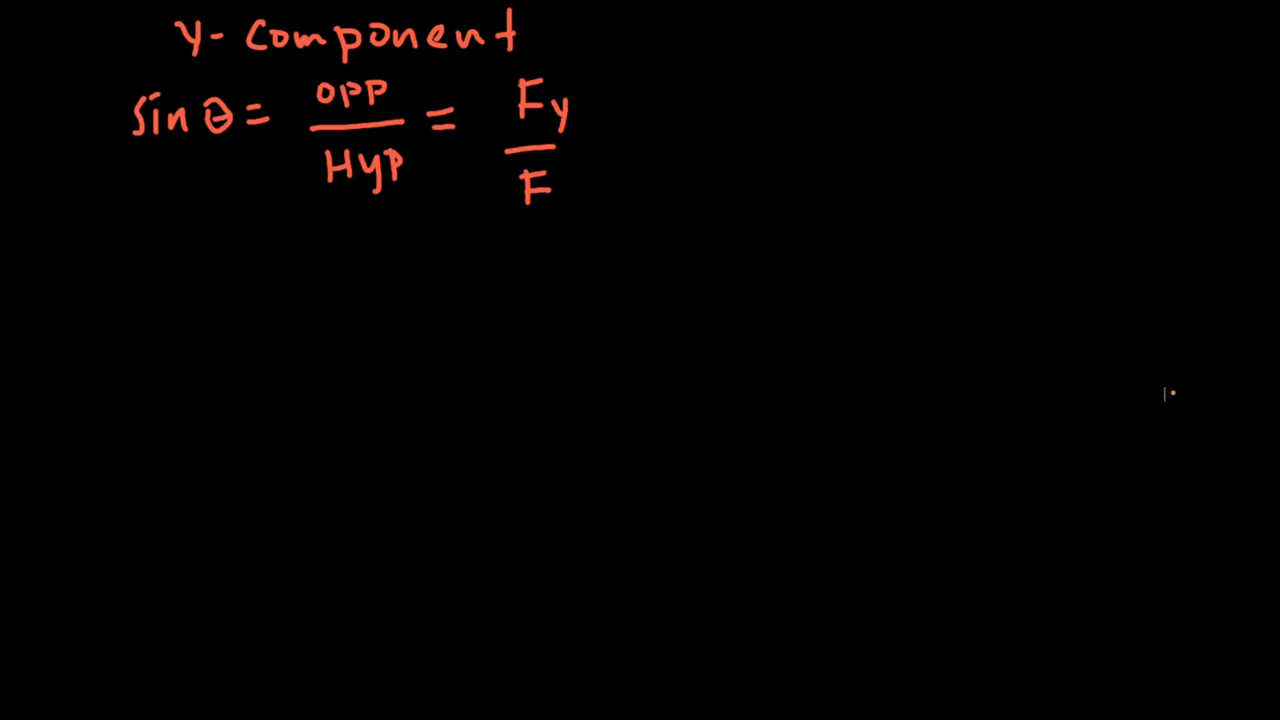 Y- Component
Sin θ = opp / Hyp = Fy / F